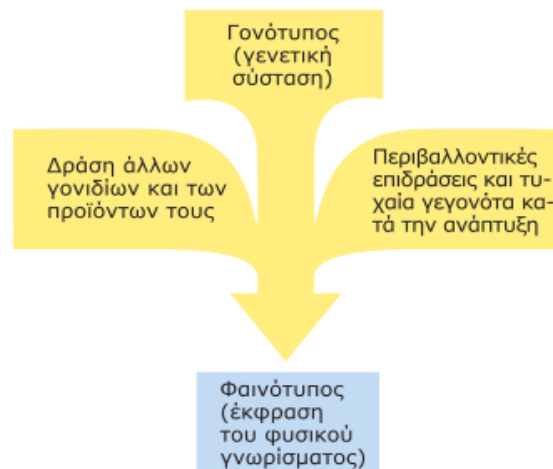 Γονότυπος
(γενετική
σύσταση)
Δράση άλλων
γονιδίων και των
προϊόντων τους
Περιβαλλοντικές
επιδράσεις και τυ-
χαία γεγονότα κα-
τά την ανάπτυξη
Φαινότυπος
(έκφραση
του φυσικού
γνωρίσματος)